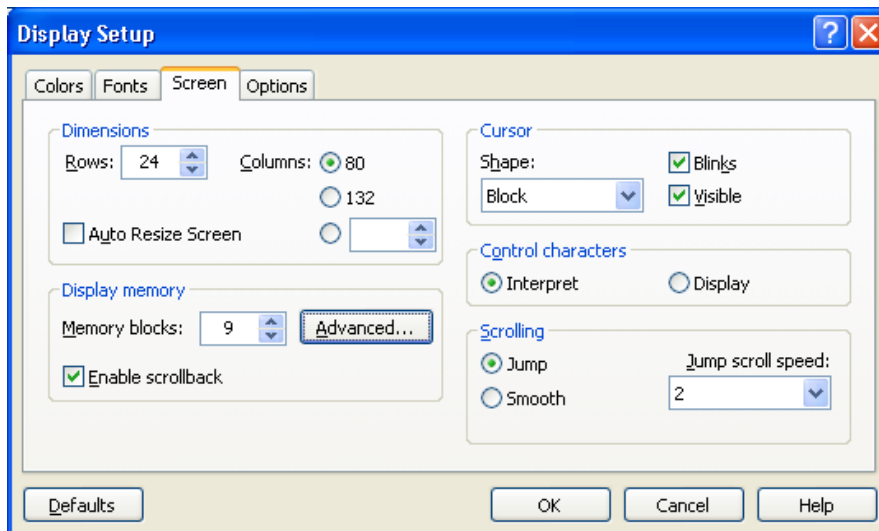 Display Setup
Colors Fonts Screen Options
Dimensions
Rows: 24 Columns: 80
132
Auto Resize Screen
Display memory
Memory blocks: 9 Advanced...
Enable scrollback
Cursor
Shape: Blinks
Block Visible
Control characters
Interpret Display
Scrolling
Jump Jump scroll speed:
Smooth 2
Defaults OK Cancel Help